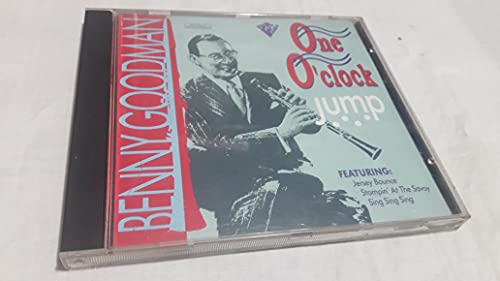 BENNY GOODMAN
One
O'clock
jump
FEATURING:
Jersey Bounce
Stompin' At The Savoy
Sing Sing Sing